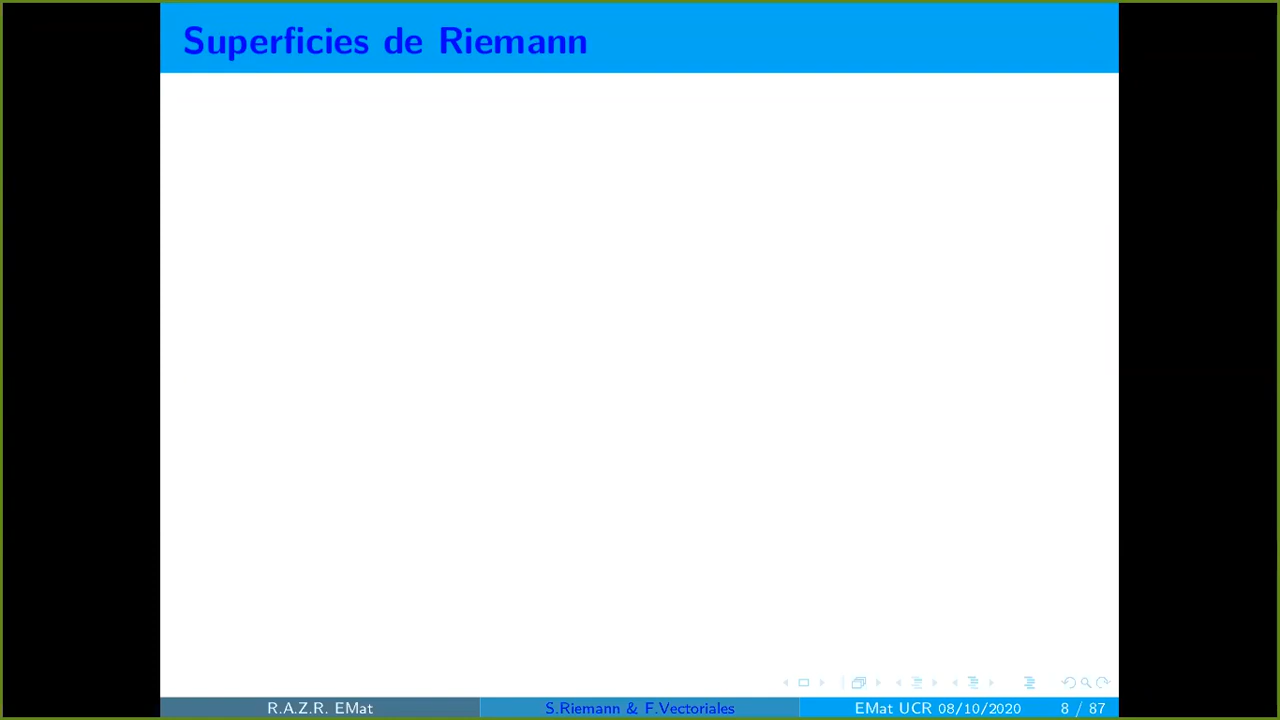 Superficies de Riemann
R.A.Z.R. EMat
S.Riemann & F.Vectoriales
EMat UCR 08/10/2020
8 / 87